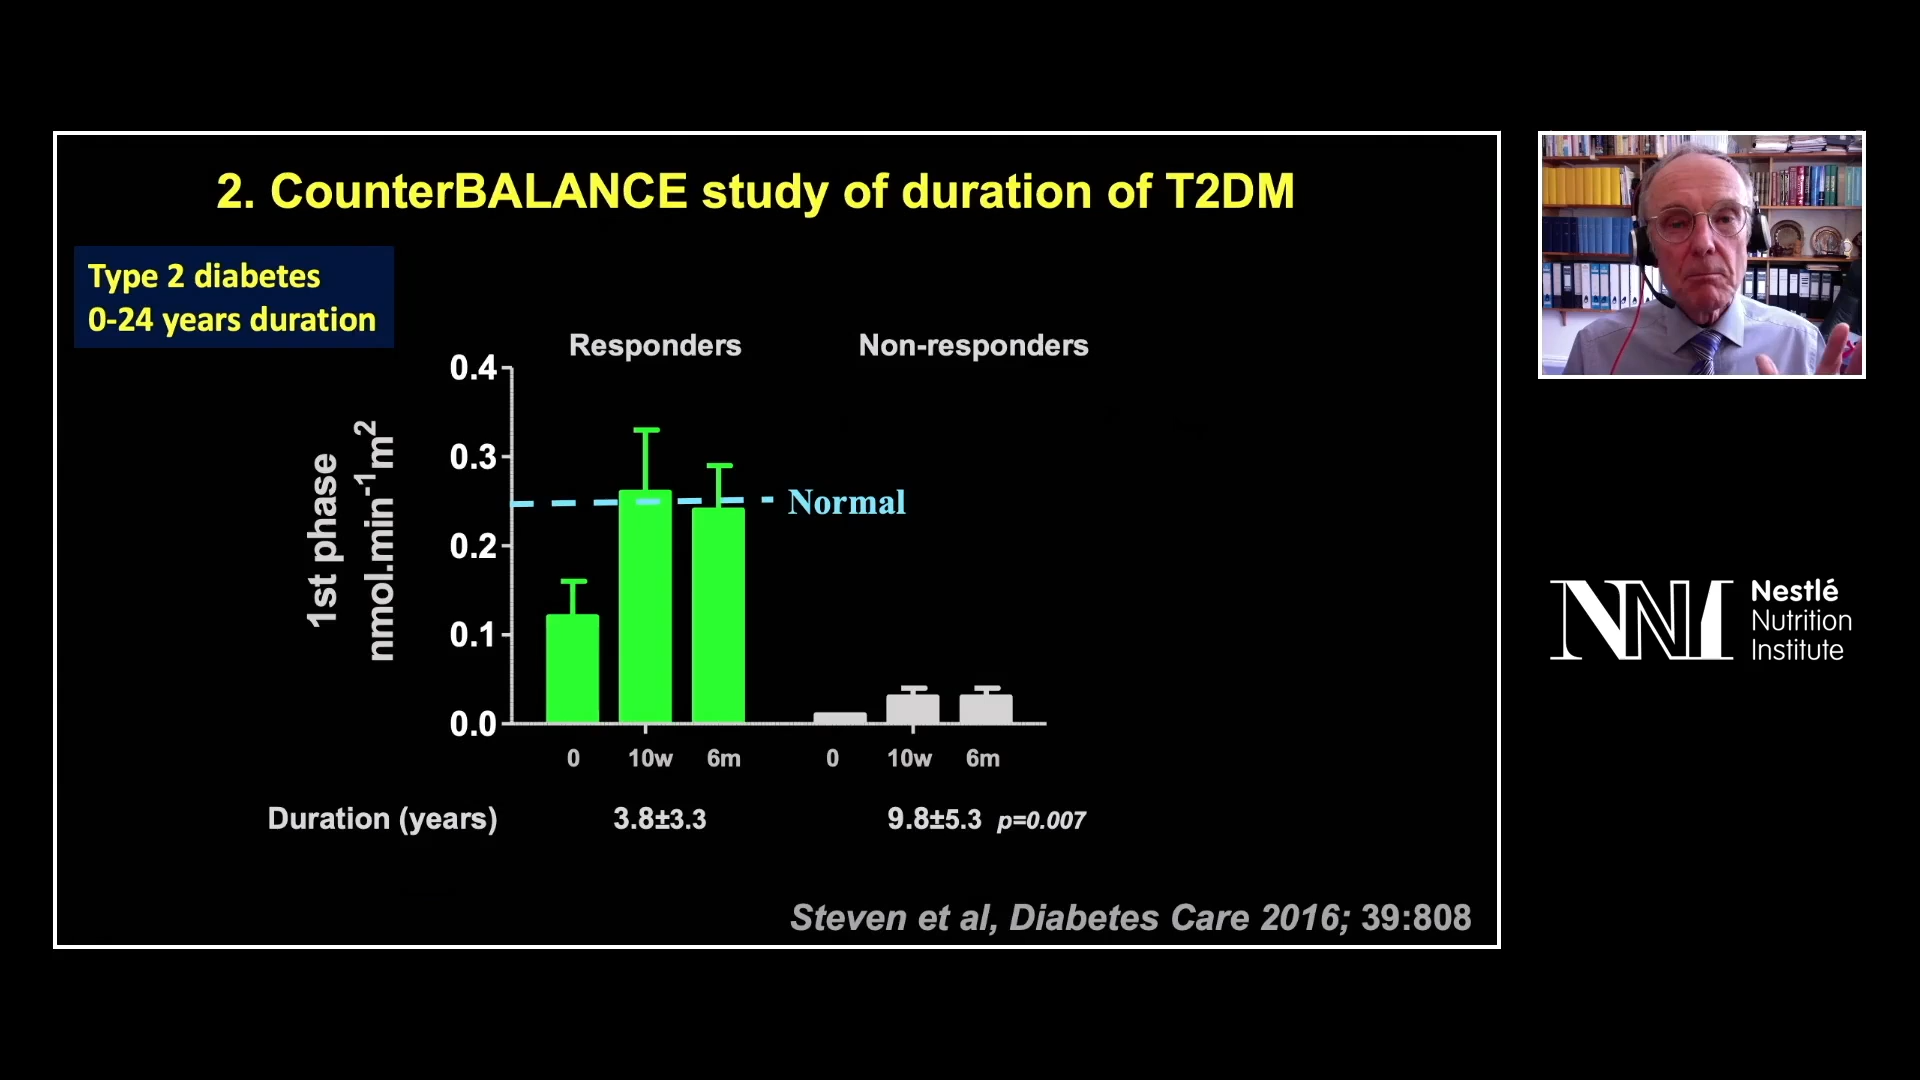 2. CounterBALANCE study of duration of T2DM
Type 2 diabetes
0-24 years duration
Responders
Non-responders
1st phase
nmol.min⁻¹m²
0.4
0.3
0.2
0.1
0.0
Normal
0 10w 6m 0 10w 6m
Duration (years) 3.8±3.3 9.8±5.3 p=0.007
Steven et al, Diabetes Care 2016; 39:808
NNI
Nestlé
Nutrition
Institute